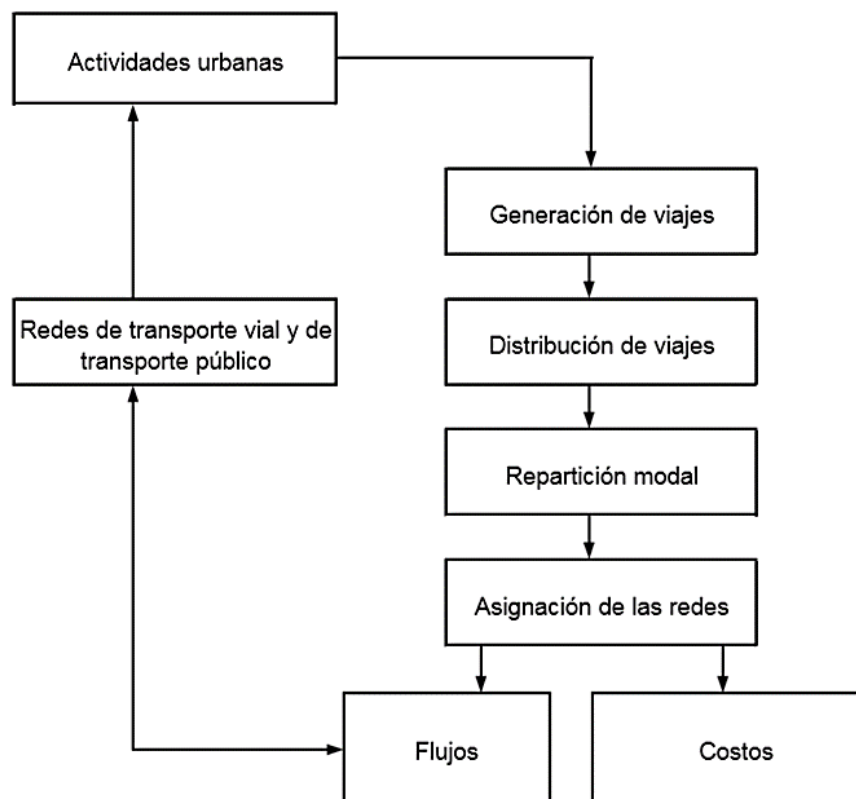 Actividades urbanas
Generación de viajes
Redes de transporte vial y de
transporte público
Distribución de viajes
Repartición modal
Asignación de las redes
Flujos
Costos